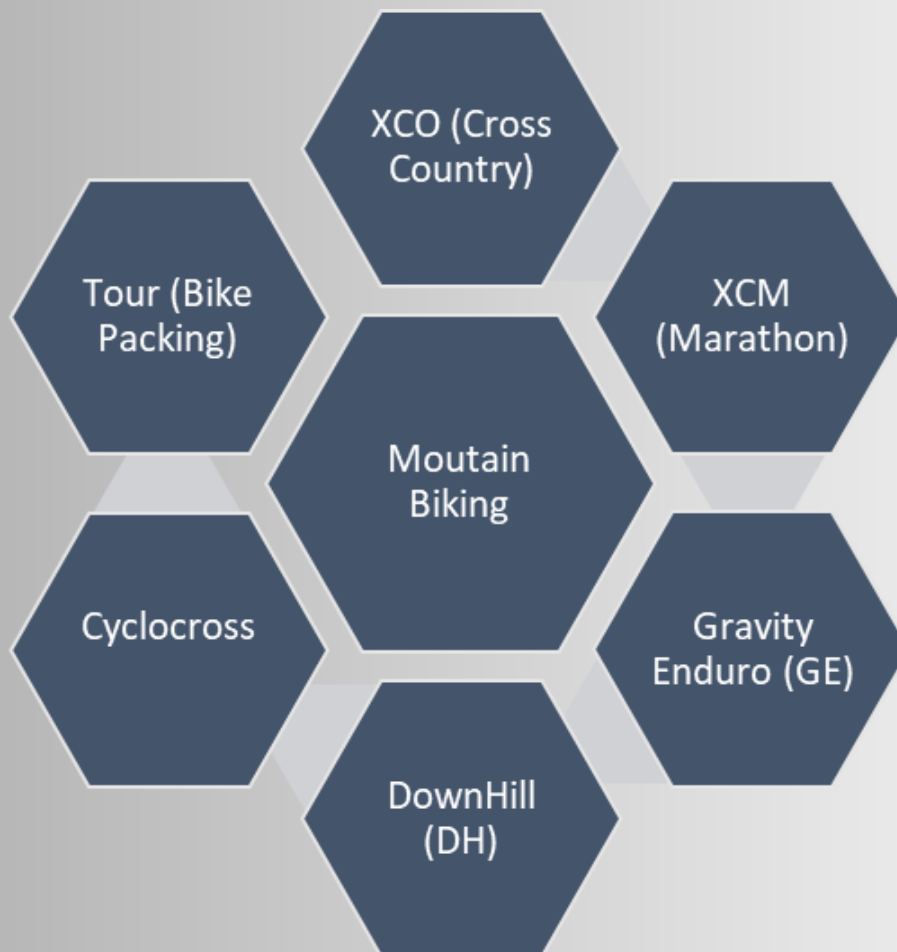 XCO (Cross
Country)
XCM
(Marathon)
Gravity
Enduro (GE)
DownHill
(DH)
Cyclocross
Tour (Bike
Packing)
Moutain
Biking